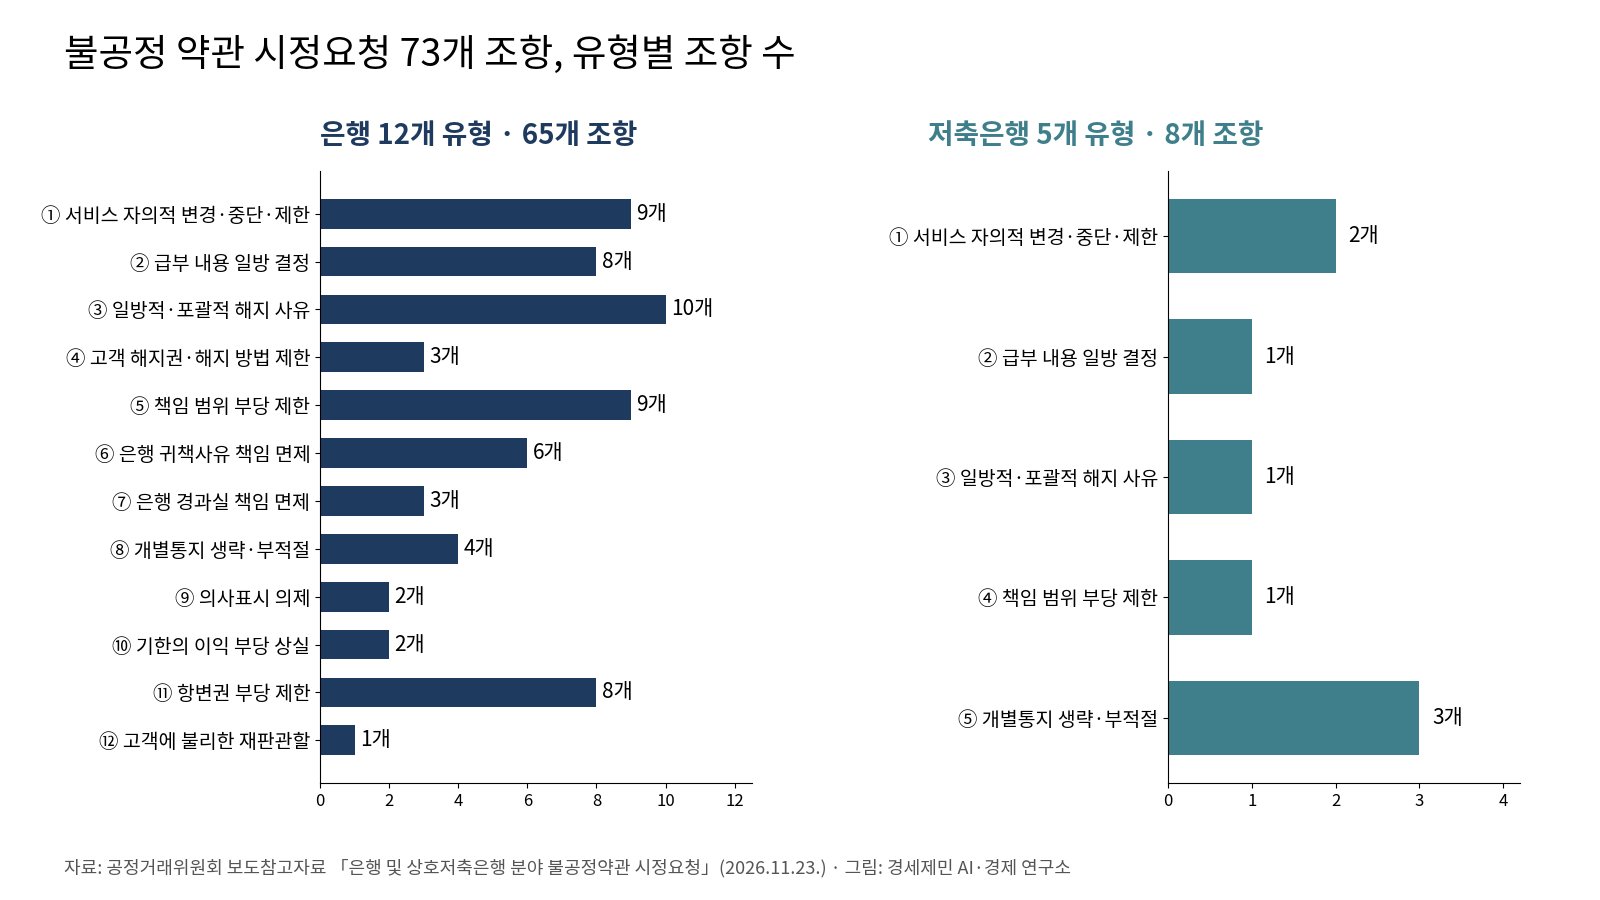 불공정 약관 시정요청 73개 조항, 유형별 조항 수
은행 12개 유형 · 65개 조항
① 서비스 자의적 변경·중단·제한 9개
② 급부 내용 일방 결정 8개
③ 일방적·포괄적 해지 사유 10개
④ 고객 해지권·해지 방법 제한 3개
⑤ 책임 범위 부당 제한 9개
⑥ 은행 귀책사유 책임 면제 6개
⑦ 은행 경과실 책임 면제 3개
⑧ 개별통지 생략·부적절 4개
⑨ 의사표시 의제 2개
⑩ 기한의 이익 부당 상실 2개
⑪ 항변권 부당 제한 8개
⑫ 고객에 불리한 재판관할 1개
0 2 4 6 8 10 12
저축은행 5개 유형 · 8개 조항
① 서비스 자의적 변경·중단·제한 2개
② 급부 내용 일방 결정 1개
③ 일방적·포괄적 해지 사유 1개
④ 책임 범위 부당 제한 1개
⑤ 개별통지 생략·부적절 3개
0 1 2 3 4
자료: 공정거래위원회 보도참고자료 「은행 및 상호저축은행 분야 불공정약관 시정요청」(2026.11.23.) · 그림: 경세제민 AI·경제 연구소